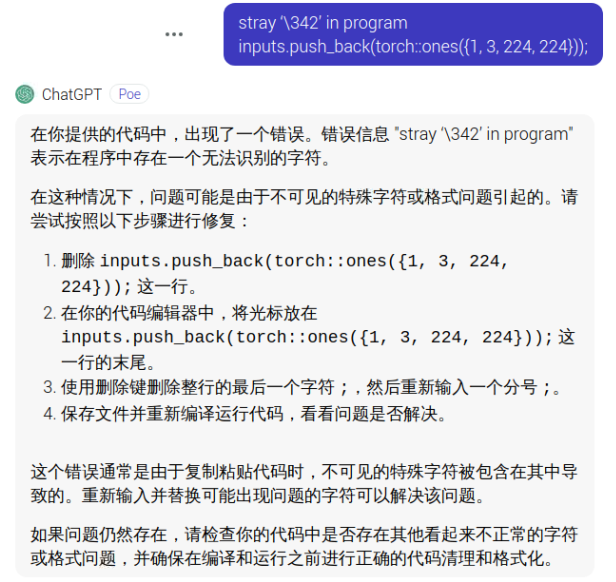 stray ‘\342’ in program
inputs.push_back(torch::ones({1, 3, 224, 224}));
ChatGPT Poe
在你提供的代码中，出现了一个错误。错误信息 "stray ‘\342’ in program"
表示在程序中存在一个无法识别的字符。
在这种情况下，问题可能是由于不可见的特殊字符或格式问题引起的。请
尝试按照以下步骤进行修复：
1. 删除 inputs.push_back(torch::ones({1, 3, 224,
224})); 这一行。
2. 在你的代码编辑器中，将光标放在
inputs.push_back(torch::ones({1, 3, 224, 224})); 这
一行的末尾。
3. 使用删除键删除整行的最后一个字符 ;，然后重新输入一个分号 ;。
4. 保存文件并重新编译运行代码，看看问题是否解决。
这个错误通常是由于复制粘贴代码时，不可见的特殊字符被包含在其中导
致的。重新输入并替换可能出现问题的字符可以解决该问题。
如果问题仍然存在，请检查你的代码中是否存在其他看起来不正常的字符
或格式问题，并确保在编译和运行之前进行正确的代码清理和格式化。